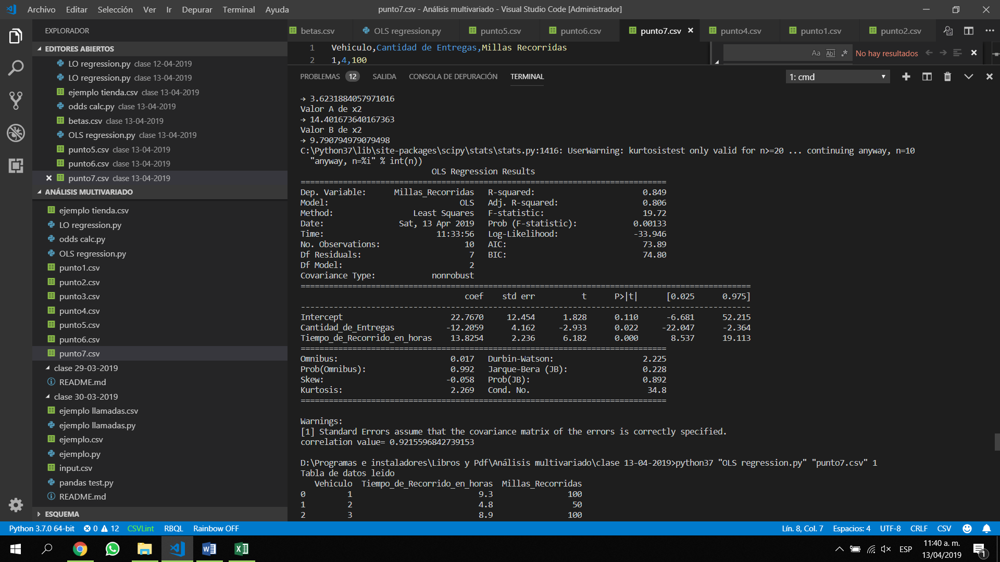 Archivo Editar Selección Ver Ir Depurar Terminal Ayuda
punto7.csv - Análisis multivariado - Visual Studio Code [Administrador]
EXPLORADOR
EDITORES ABIERTOS
LO regression.py clase 12-04-2019
LO regression.py clase 13-04-2019
ejemplo tienda.csv clase 13-04-2019
odds calc.py clase 13-04-2019
betas.csv clase 13-04-2019
OLS regression.py clase 13-04-2019
punto5.csv clase 13-04-2019
punto6.csv clase 13-04-2019
punto7.csv clase 13-04-2019
ANÁLISIS MULTIVARIADO
ejemplo tienda.csv
LO regression.py
odds calc.py
OLS regression.py
punto1.csv
punto2.csv
punto3.csv
punto4.csv
punto5.csv
punto6.csv
punto7.csv
clase 29-03-2019
README.md
clase 30-03-2019
ejemplo llamadas.csv
ejemplo llamadas.py
ejemplo.csv
ejemplo.py
input.csv
pandas test.py
README.md
ESQUEMA
betas.csv OLS regression.py punto5.csv punto6.csv punto7.csv punto4.csv punto1.csv punto2.csv
1 Vehiculo,Cantidad de Entregas,Millas Recorridas
2 1,4,100
Aa Abl .* No hay resultados
PROBLEMAS 12 SALIDA CONSOLA DE DEPURACIÓN TERMINAL 1: cmd
→ 3.6231884057971016
Valor A de x2
→ 14.401673640167363
Valor B de x2
→ 9.790794979079498
C:\Python37\lib\site-packages\scipy\stats\stats.py:1416: UserWarning: kurtosistest only valid for n>=20 ... continuing anyway, n=10
"anyway, n=%i" % int(n))
OLS Regression Results
==============================================================================
Dep. Variable: Millas_Recorridas R-squared: 0.849
Model: OLS Adj. R-squared: 0.806
Method: Least Squares F-statistic: 19.72
Date: Sat, 13 Apr 2019 Prob (F-statistic): 0.00133
Time: 11:33:56 Log-Likelihood: -33.946
No. Observations: 10 AIC: 73.89
Df Residuals: 7 BIC: 74.80
Df Model: 2
Covariance Type: nonrobust
================================================================================================
coef std err t P>|t| [0.025 0.975]
------------------------------------------------------------------------------------------------
Intercept 22.7670 12.454 1.828 0.110 -6.681 52.215
Cantidad_de_Entregas -12.2059 4.162 -2.933 0.022 -22.047 -2.364
Tiempo_de_Recorrido_en_horas 13.8254 2.236 6.182 0.000 8.537 19.113
==============================================================================
Omnibus: 0.017 Durbin-Watson: 2.225
Prob(Omnibus): 0.992 Jarque-Bera (JB): 0.228
Skew: -0.058 Prob(JB): 0.892
Kurtosis: 2.269 Cond. No. 34.8
==============================================================================
Warnings:
[1] Standard Errors assume that the covariance matrix of the errors is correctly specified.
correlation value= 0.9215596842739153
D:\Programas e instaladores\Libros y Pdf\Análisis multivariado\clase 13-04-2019>python37 "OLS regression.py" "punto7.csv" 1
Tabla de datos leido
Vehiculo Tiempo_de_Recorrido_en_horas Millas_Recorridas
0 1 9.3 100
1 2 4.8 50
2 3 8.9 100
Python 3.7.0 64-bit 0 12 CSVLint RBQL Rainbow OFF Lín. 8, Col. 7 Espacios: 4 UTF-8 CRLF CSV
ESP 11:40 a. m.
13/04/2019 1